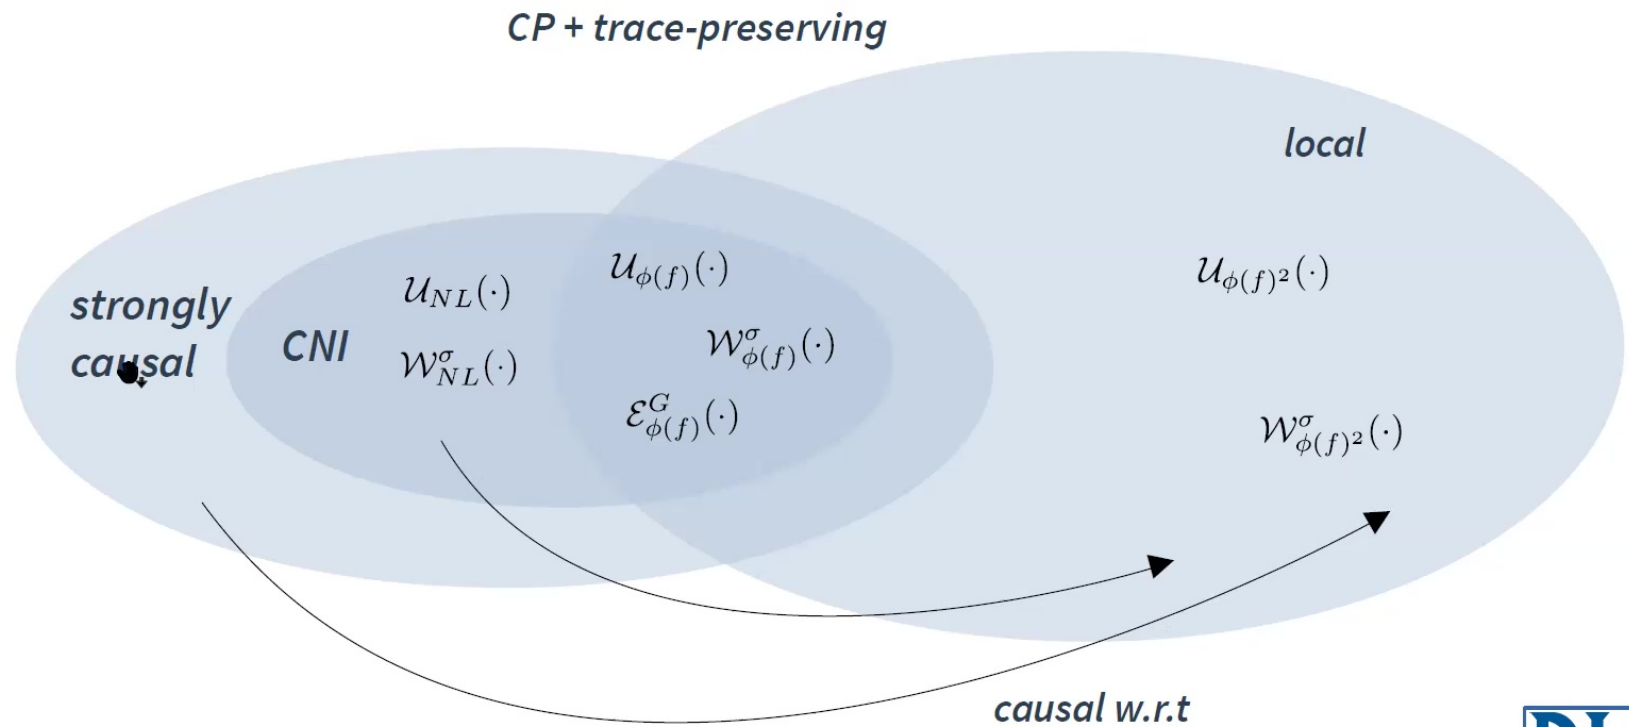 CP + trace-preserving
local
strongly
causal
CNI
𝒰_{NL}(·)
𝒰_{ϕ(f)}(·)
𝒰_{ϕ(f)²}(·)
𝒲^σ_{NL}(·)
𝒲^σ_{ϕ(f)}(·)
ℰ^G_{ϕ(f)}(·)
𝒲^σ_{ϕ(f)²}(·)
causal w.r.t